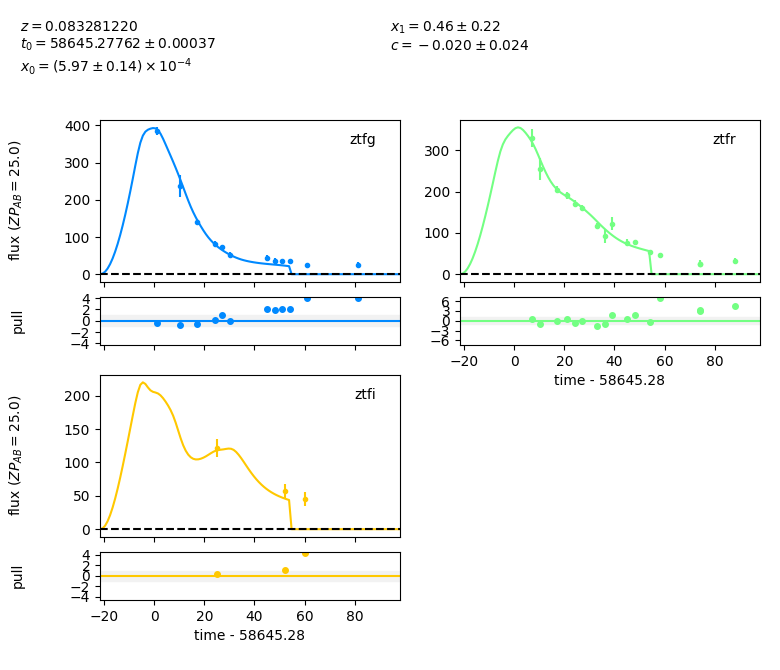 z = 0.083281220
t₀ = 58645.27762 ± 0.00037
x₀ = (5.97 ± 0.14) × 10⁻⁴
x₁ = 0.46 ± 0.22
c = −0.020 ± 0.024
ztfg
flux (ZP_AB = 25.0)
400
300
200
100
0
pull
4
2
0
−2
−4
ztfr
300
200
100
0
6
3
0
−3
−6
−20 0 20 40 60 80
time - 58645.28
ztfi
flux (ZP_AB = 25.0)
200
150
100
50
0
pull
4
2
0
−2
−4
−20 0 20 40 60 80
time - 58645.28